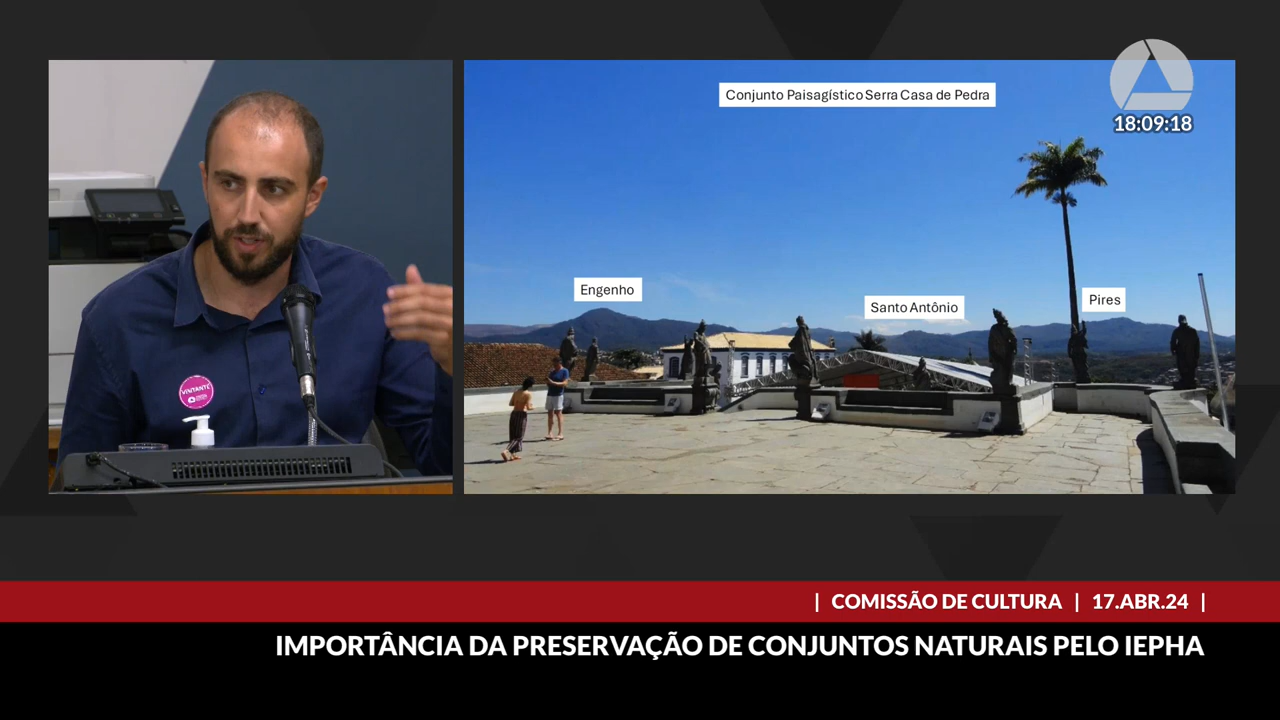 Conjunto Paisagístico Serra Casa de Pedra
18:09:18
Engenho
Santo Antônio
Pires
VISITANTE
| COMISSÃO DE CULTURA | 17.ABR.24 |
IMPORTÂNCIA DA PRESERVAÇÃO DE CONJUNTOS NATURAIS PELO IEPHA